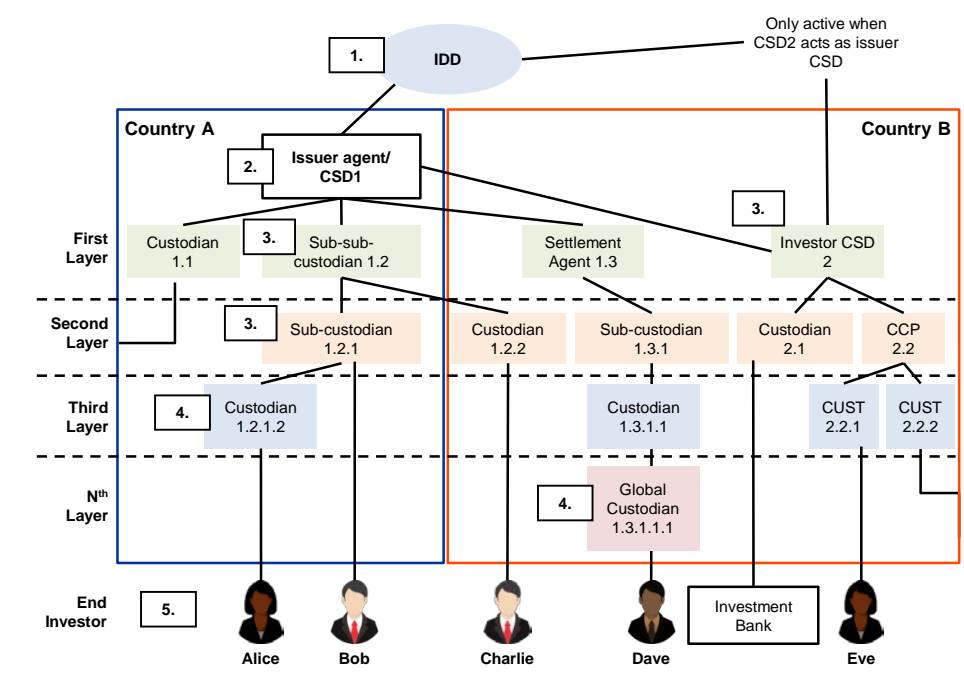 Only active when
CSD2 acts as issuer
CSD
1.
IDD
Country A
Country B
2.
Issuer agent/
CSD1
3.
3.
First
Layer
Custodian
1.1
Sub-sub-
custodian 1.2
Settlement
Agent 1.3
Investor CSD
2
Second
Layer
3.
Sub-custodian
1.2.1
Custodian
1.2.2
Sub-custodian
1.3.1
Custodian
2.1
CCP
2.2
Third
Layer
4.
Custodian
1.2.1.2
Custodian
1.3.1.1
CUST
2.2.1
CUST
2.2.2
Nth
Layer
4.
Global
Custodian
1.3.1.1.1
End
Investor
5.
Investment
Bank
Alice
Bob
Charlie
Dave
Eve